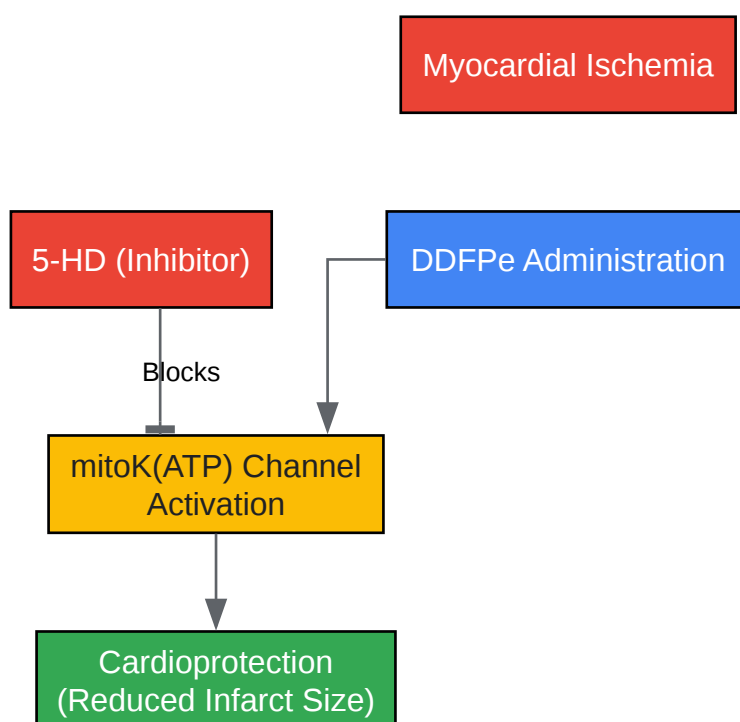 Myocardial Ischemia
5-HD (Inhibitor)
DDFPe Administration
Blocks
mitoK(ATP) Channel
Activation
Cardioprotection
(Reduced Infarct Size)